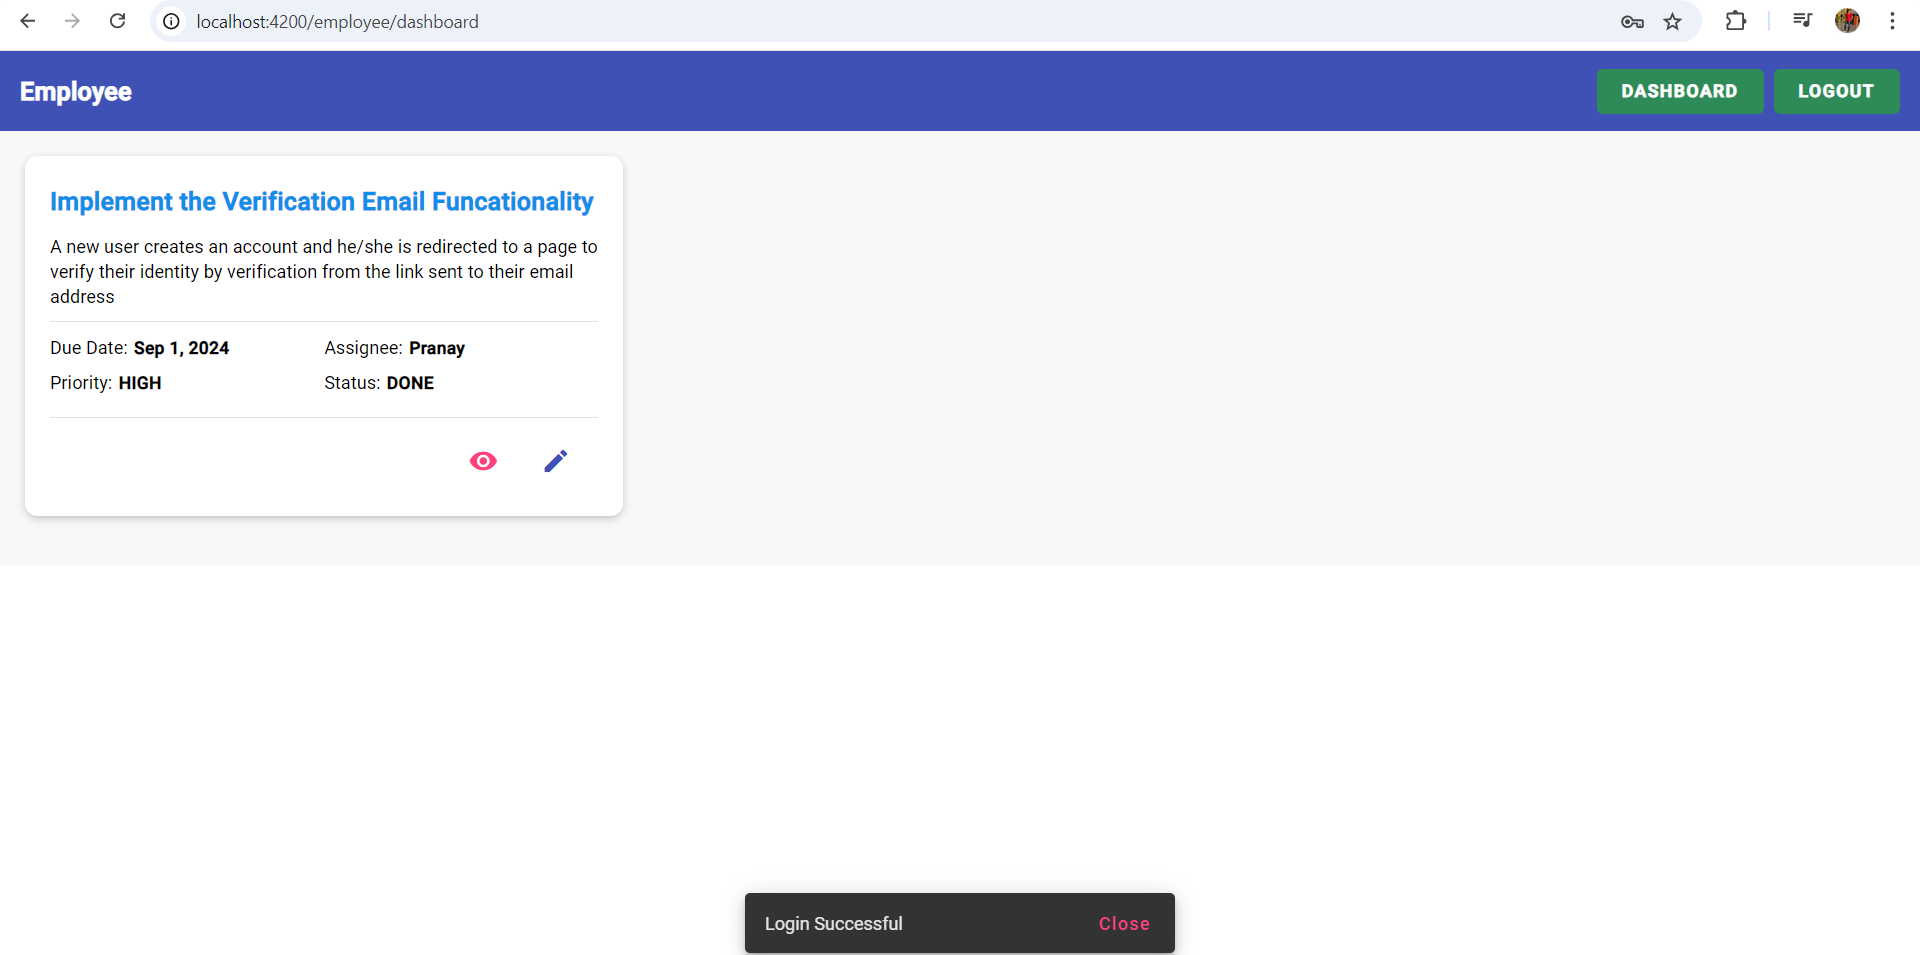 localhost:4200/employee/dashboard
Employee
DASHBOARD
LOGOUT
Implement the Verification Email Funcationality
A new user creates an account and he/she is redirected to a page to
verify their identity by verification from the link sent to their email
address
Due Date: Sep 1, 2024
Assignee: Pranay
Priority: HIGH
Status: DONE
Login Successful
Close